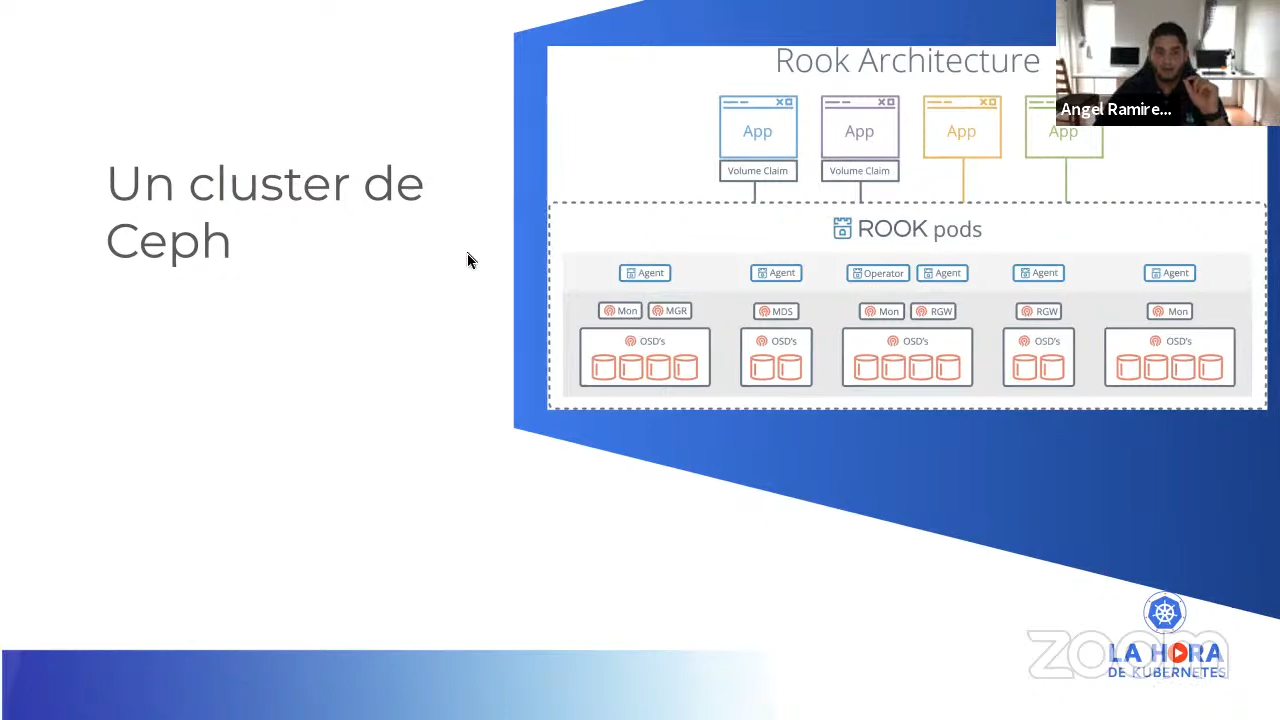 Un cluster de
Ceph
Rook Architecture
App
App
App
App
Volume Claim
Volume Claim
Angel Ramire...
ROOK pods
Agent
Agent
Operator
Agent
Agent
Agent
Mon
MGR
MDS
Mon
RGW
RGW
Mon
OSD's
OSD's
OSD's
OSD's
OSD's
zoom
LA HORA
DE KUBERNETES